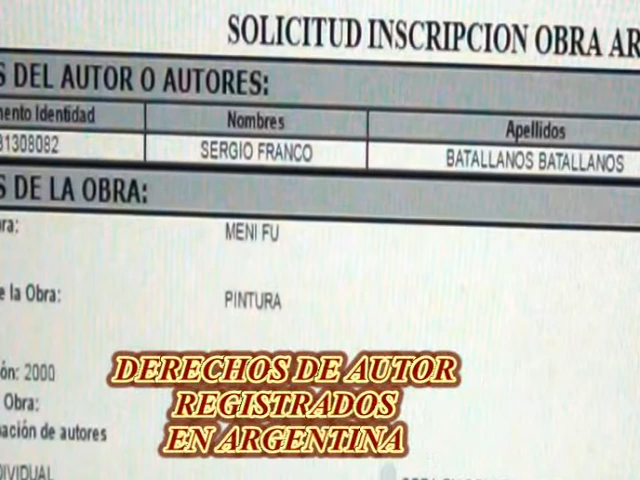 SOLICITUD INSCRIPCION OBRA AR
S DEL AUTOR O AUTORES:
mento Identidad Nombres Apellidos
31308082 SERGIO FRANCO BATALLANOS BATALLANOS
S DE LA OBRA:
ra: MENI FU
e la Obra: PINTURA
ón: 2000
DERECHOS DE AUTOR
Obra:
REGISTRADOS
ación de autores
EN ARGENTINA
DIVIDUAL